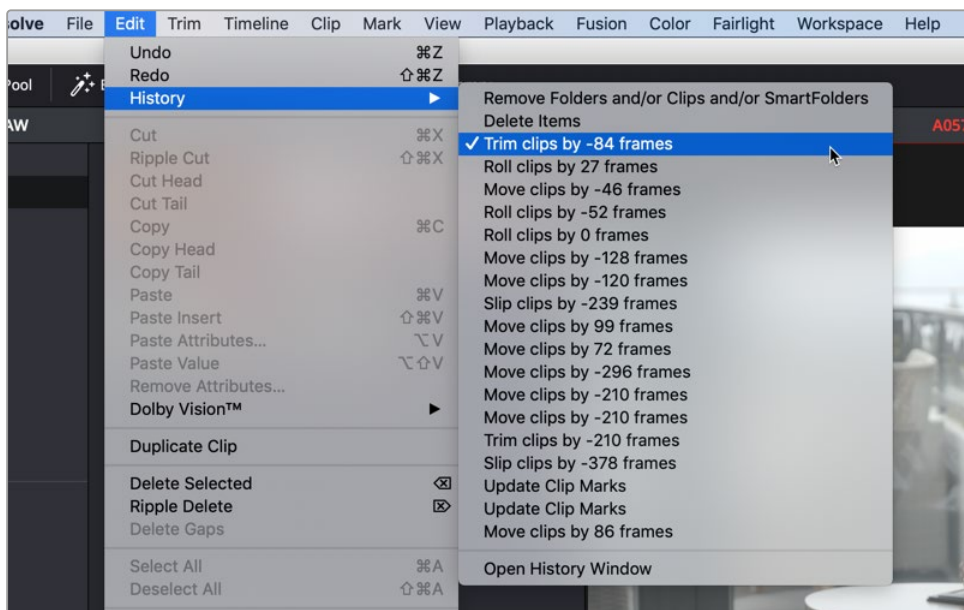 olve File Edit Trim Timeline Clip Mark View Playback Fusion Color Fairlight Workspace Help
Pool
AW
A057
Undo ⌘Z
Redo ⇧⌘Z
History ▶
Cut ⌘X
Ripple Cut ⇧⌘X
Cut Head
Cut Tail
Copy ⌘C
Copy Head
Copy Tail
Paste ⌘V
Paste Insert ⇧⌘V
Paste Attributes... ⌥V
Paste Value ⌥⇧V
Remove Attributes...
Dolby Vision™ ▶
Duplicate Clip
Delete Selected ⌫
Ripple Delete ⌦
Delete Gaps
Select All ⌘A
Deselect All ⇧⌘A
Remove Folders and/or Clips and/or SmartFolders
Delete Items
✓ Trim clips by -84 frames
Roll clips by 27 frames
Move clips by -46 frames
Roll clips by -52 frames
Roll clips by 0 frames
Move clips by -128 frames
Move clips by -120 frames
Slip clips by -239 frames
Move clips by 99 frames
Move clips by 72 frames
Move clips by -296 frames
Move clips by -210 frames
Move clips by -210 frames
Trim clips by -210 frames
Slip clips by -378 frames
Update Clip Marks
Update Clip Marks
Move clips by 86 frames
Open History Window